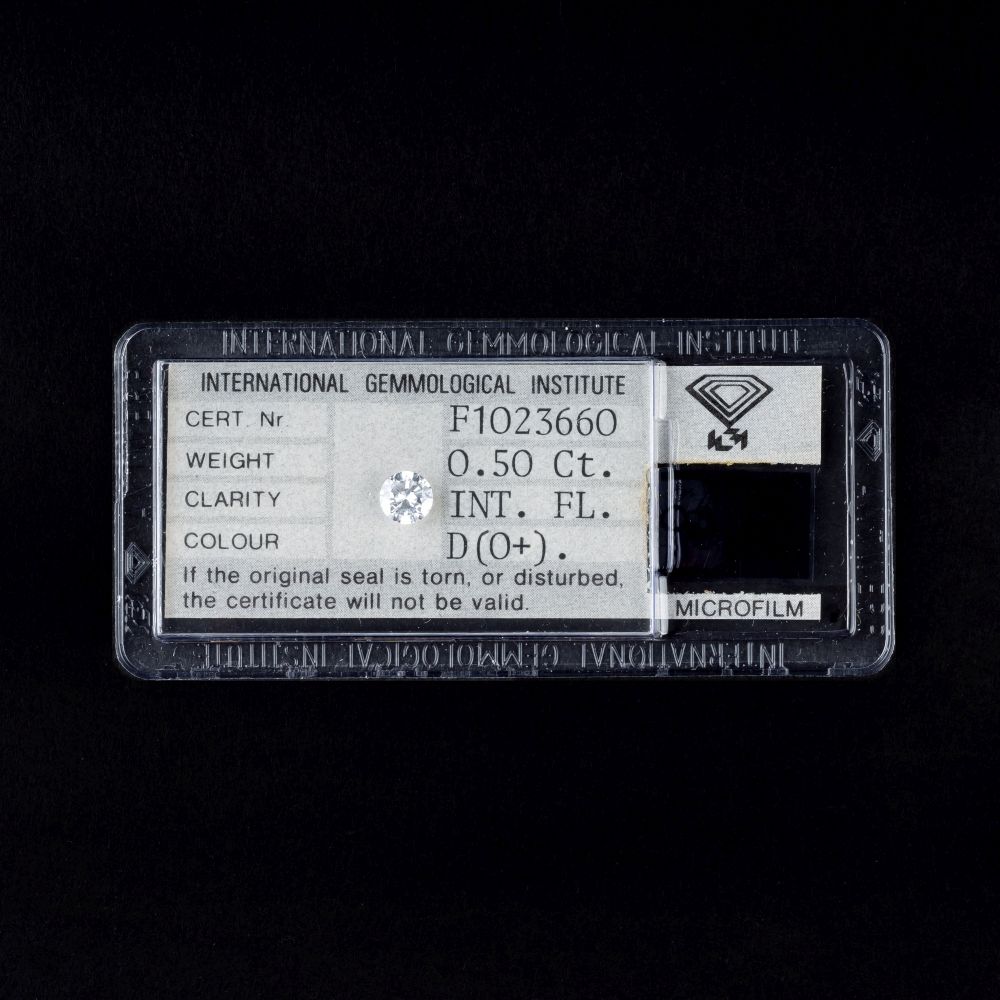 INTERNATIONAL GEMMOLOGICAL INSTITUTE
INTERNATIONAL GEMMOLOGICAL INSTITUTE
CERT. Nr F1023660
WEIGHT 0.50 Ct.
CLARITY INT. FL.
COLOUR D(0+).
If the original seal is torn, or disturbed,
the certificate will not be valid.
MICROFILM
INTERNATIONAL GEMMOLOGICAL INSTITUTE